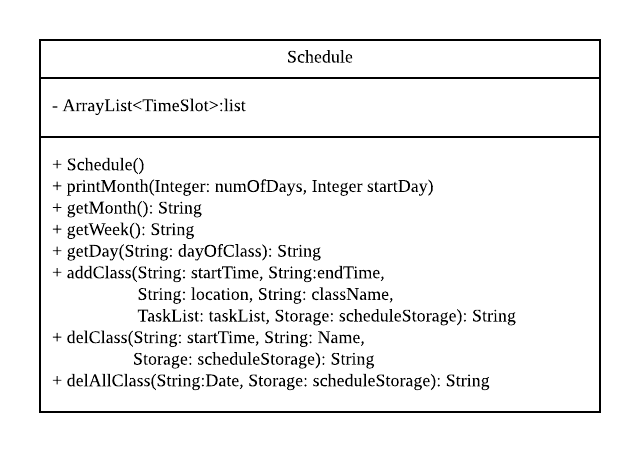 Schedule
- ArrayList<TimeSlot>:list
+ Schedule()
+ printMonth(Integer: numOfDays, Integer startDay)
+ getMonth(): String
+ getWeek(): String
+ getDay(String: dayOfClass): String
+ addClass(String: startTime, String:endTime,
String: location, String: className,
TaskList: taskList, Storage: scheduleStorage): String
+ delClass(String: startTime, String: Name,
Storage: scheduleStorage): String
+ delAllClass(String:Date, Storage: scheduleStorage): String